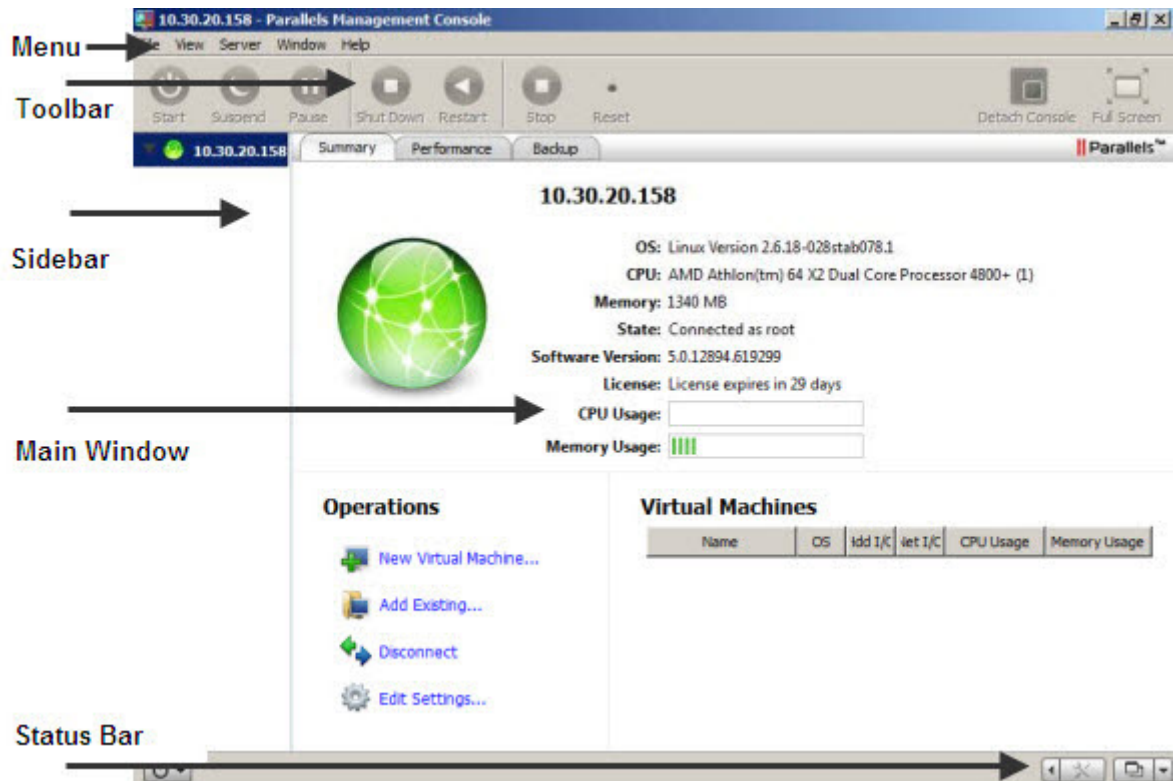 10.30.20.158 - Parallels Management Console
Menu
File View Server Window Help
Toolbar
Start Suspend Pause Shut Down Restart Stop Reset Detach Console Full Screen
10.30.20.158 Summary Performance Backup Parallels™
10.30.20.158
Sidebar
OS: Linux Version 2.6.18-028stab078.1
CPU: AMD Athlon(tm) 64 X2 Dual Core Processor 4800+ (1)
Memory: 1340 MB
State: Connected as root
Software Version: 5.0.12894.619299
License: License expires in 29 days
CPU Usage:
Main Window
Memory Usage:
Operations
New Virtual Machine...
Add Existing...
Disconnect
Edit Settings...
Virtual Machines
Name OS I/O I/O CPU Usage Memory Usage
Status Bar